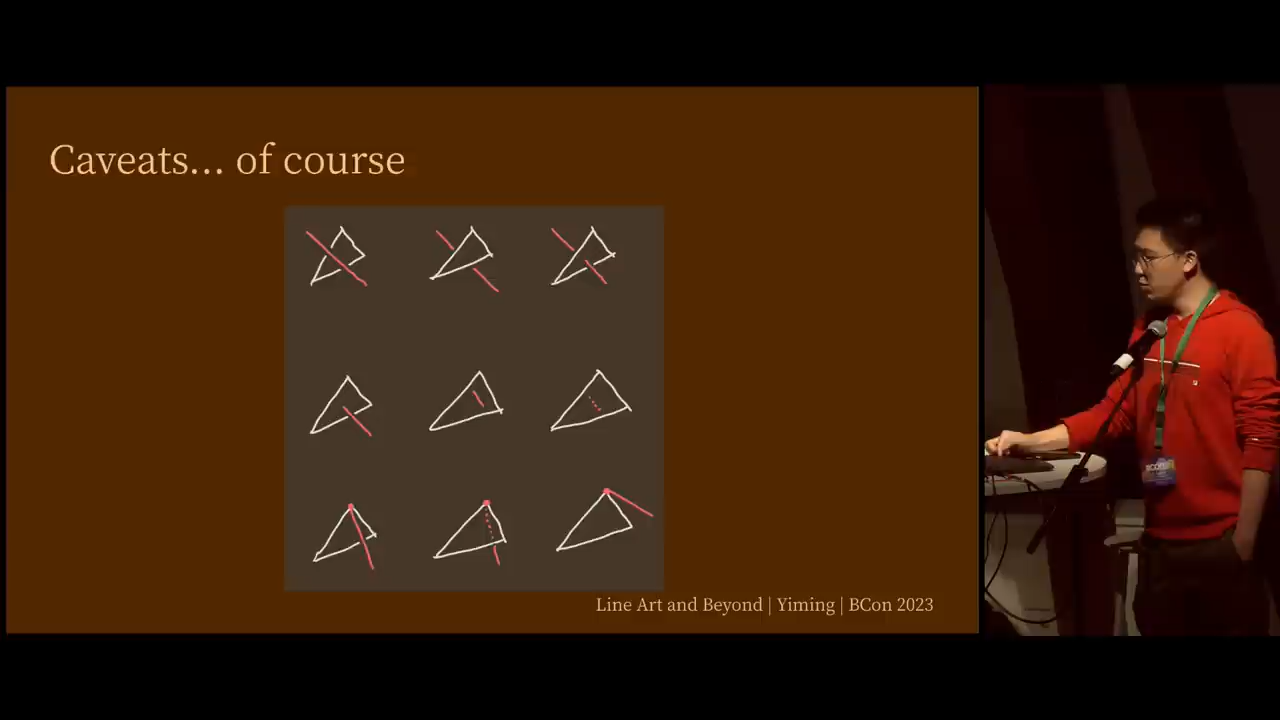 Caveats... of course
Line Art and Beyond | Yiming | BCon 2023